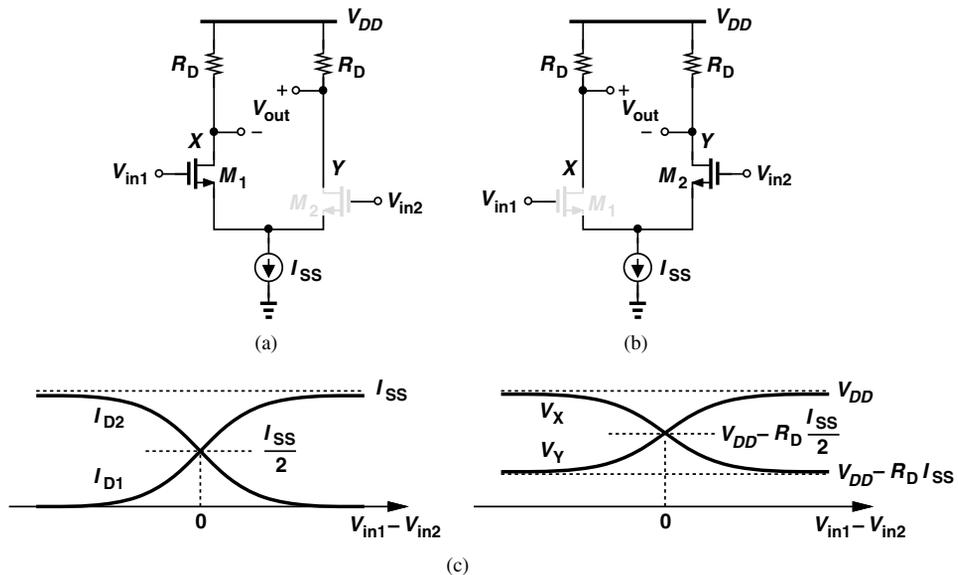 V_DD
R_D
R_D
+
V_out
−
X
Y
V_in1
M_1
M_2
V_in2
I_SS
(a)
V_DD
R_D
R_D
+
V_out
−
X
Y
V_in1
M_1
M_2
V_in2
I_SS
(b)
I_D2
I_D1
I_SS
I_SS/2
0
V_in1 − V_in2
V_X
V_Y
V_DD
V_DD − R_D I_SS/2
V_DD − R_D I_SS
0
V_in1 − V_in2
(c)